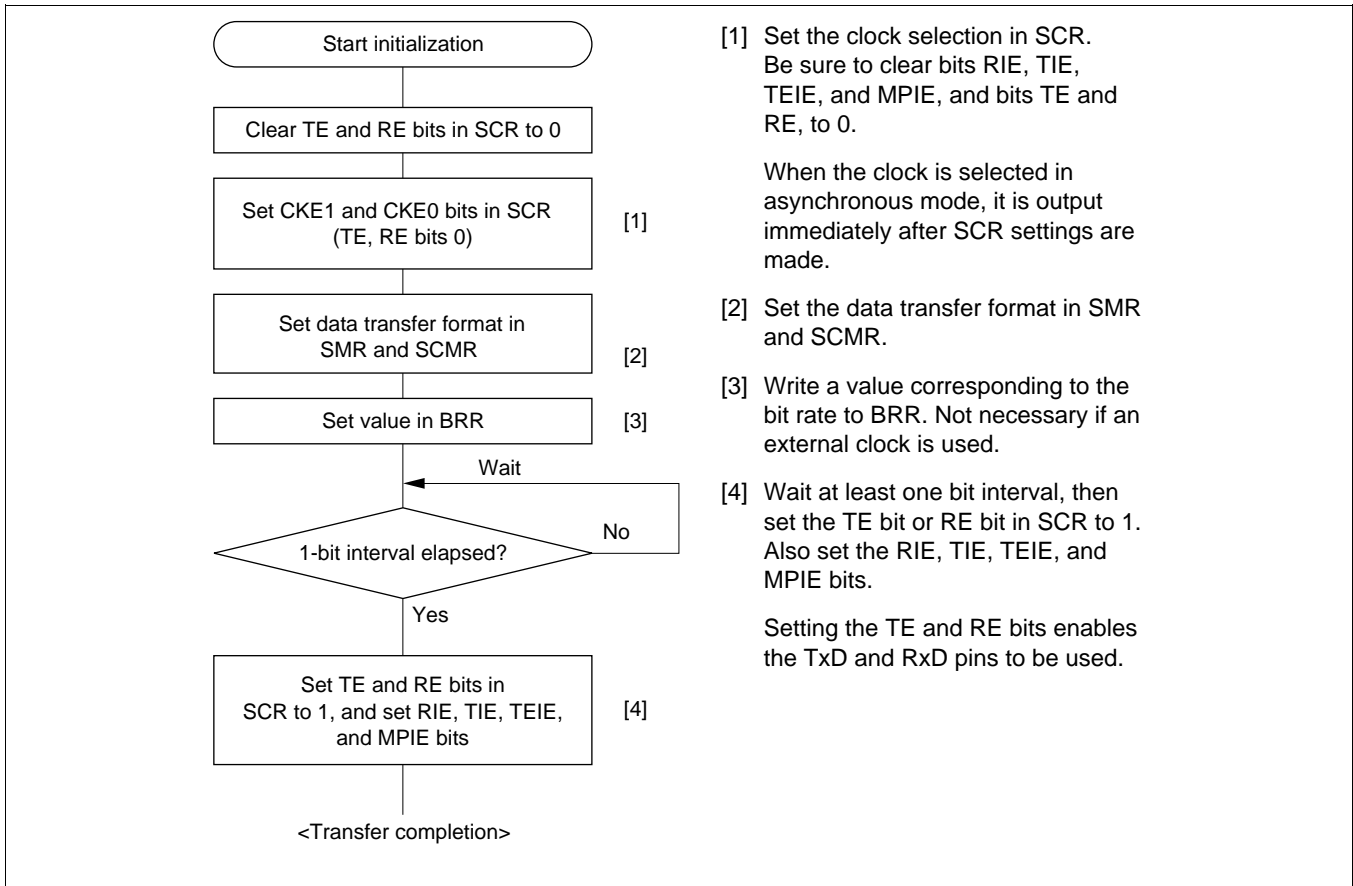 Start initialization
Clear TE and RE bits in SCR to 0
Set CKE1 and CKE0 bits in SCR
(TE, RE bits 0)
[1]
Set data transfer format in
SMR and SCMR
[2]
Set value in BRR
[3]
Wait
No
1-bit interval elapsed?
Yes
Set TE and RE bits in
SCR to 1, and set RIE, TIE, TEIE,
and MPIE bits
[4]
<Transfer completion>
[1] Set the clock selection in SCR.
Be sure to clear bits RIE, TIE,
TEIE, and MPIE, and bits TE and
RE, to 0.
When the clock is selected in
asynchronous mode, it is output
immediately after SCR settings are
made.
[2] Set the data transfer format in SMR
and SCMR.
[3] Write a value corresponding to the
bit rate to BRR. Not necessary if an
external clock is used.
[4] Wait at least one bit interval, then
set the TE bit or RE bit in SCR to 1.
Also set the RIE, TIE, TEIE, and
MPIE bits.
Setting the TE and RE bits enables
the TxD and RxD pins to be used.